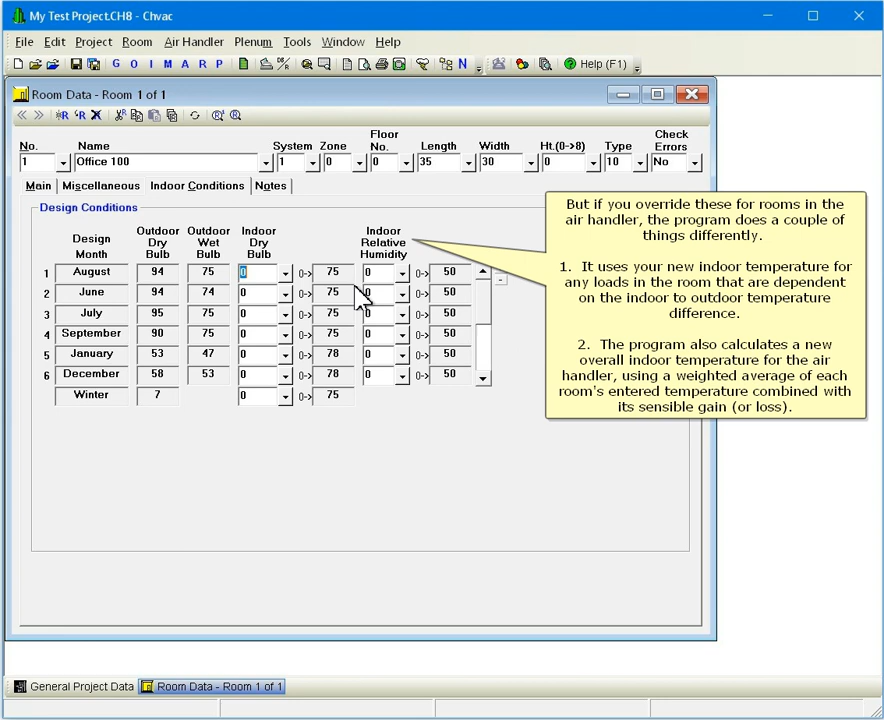 My Test Project.CH8 - Chvac
File Edit Project Room Air Handler Plenum Tools Window Help
G O I M A R P N Help (F1)
Room Data - Room 1 of 1
No. Name System Zone Floor No. Length Width Ht.(0->8) Type Check Errors
1 Office 100 1 0 0 35 30 0 10 No
Main Miscellaneous Indoor Conditions Notes
Design Conditions
Design Month Outdoor Dry Bulb Outdoor Wet Bulb Indoor Dry Bulb Indoor Relative Humidity
1 August 94 75 0 0-> 75 0 0-> 50
2 June 94 74 0 0-> 75 0 0-> 50
3 July 95 75 0 0-> 75 0 0-> 50
4 September 90 75 0 0-> 75 0 0-> 50
5 January 53 47 0 0-> 78 0 0-> 50
6 December 58 53 0 0-> 78 0 0-> 50
Winter 7 0 0-> 75
But if you override these for rooms in the
air handler, the program does a couple of
things differently.
1. It uses your new indoor temperature for
any loads in the room that are dependent
on the indoor to outdoor temperature
difference.
2. The program also calculates a new
overall indoor temperature for the air
handler, using a weighted average of each
room's entered temperature combined with
its sensible gain (or loss).
General Project Data Room Data - Room 1 of 1